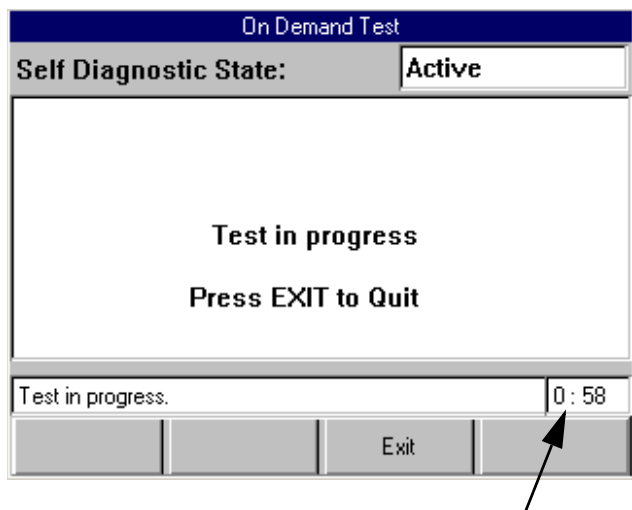 On Demand Test
Self Diagnostic State: Active
Test in progress
Press EXIT to Quit
Test in progress. 0 : 58
Exit